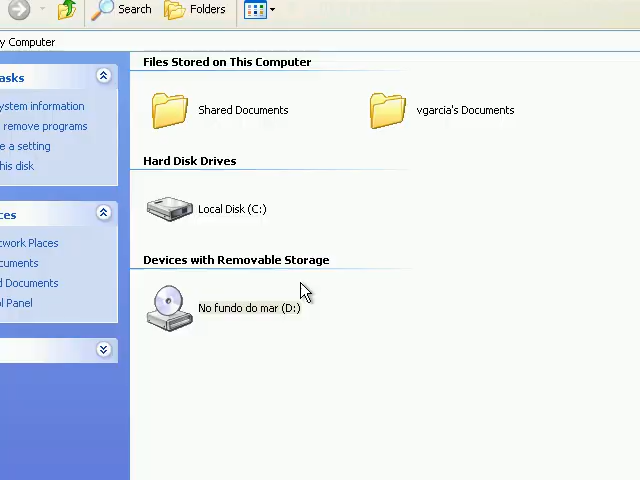 Search Folders
y Computer
asks
ystem information
remove programs
e a setting
his disk
ces
twork Places
cuments
d Documents
ol Panel
Files Stored on This Computer
Shared Documents vgarcia's Documents
Hard Disk Drives
Local Disk (C:)
Devices with Removable Storage
No fundo do mar (D:)